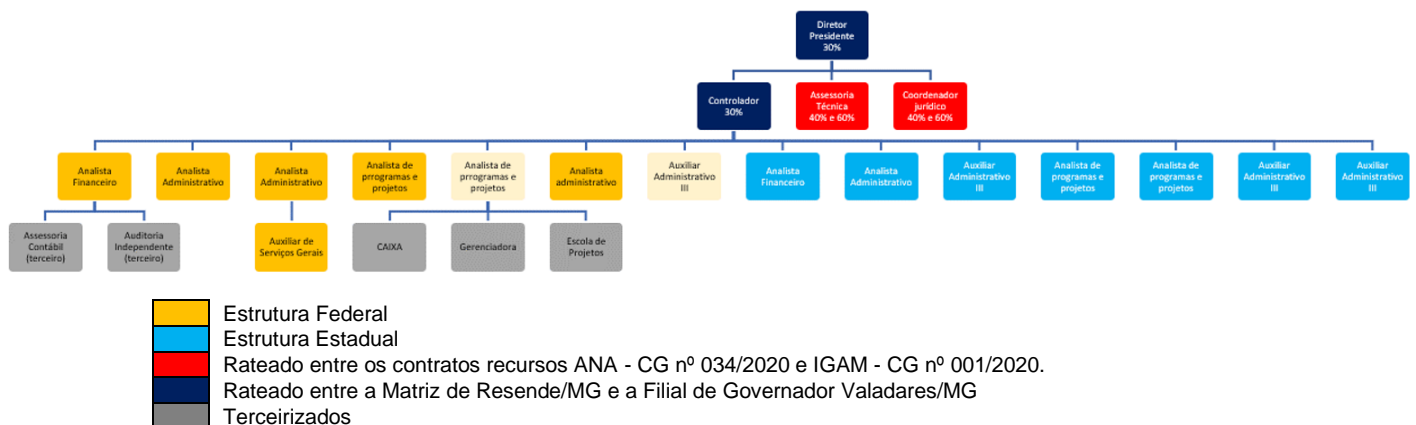 Diretor
Presidente
30%
Controlador
30%
Assessoria
Técnica
40% e 60%
Coordenador
jurídico
40% e 60%
Analista
Financeiro
Analista
Administrativo
Analista
Administrativo
Analista de
prrogramas e
projetos
Analista de
prrogramas e
projetos
Analista
administrativo
Auxiliar
Administrativo
III
Analista
Financeiro
Analista
Administrativo
Auxiliar
Administrativo
III
Analista de
programas e
projetos
Analista de
programas e
projetos
Auxiliar
Administrativo
III
Auxiliar
Administrativo
III
Assessoria
Contábil
(terceiro)
Auditoria
Independente
(terceiro)
Auxiliar de
Serviços Gerais
CAIXA
Gerenciadora
Escola de
Projetos
Estrutura Federal
Estrutura Estadual
Rateado entre os contratos recursos ANA - CG nº 034/2020 e IGAM - CG nº 001/2020.
Rateado entre a Matriz de Resende/MG e a Filial de Governador Valadares/MG
Terceirizados